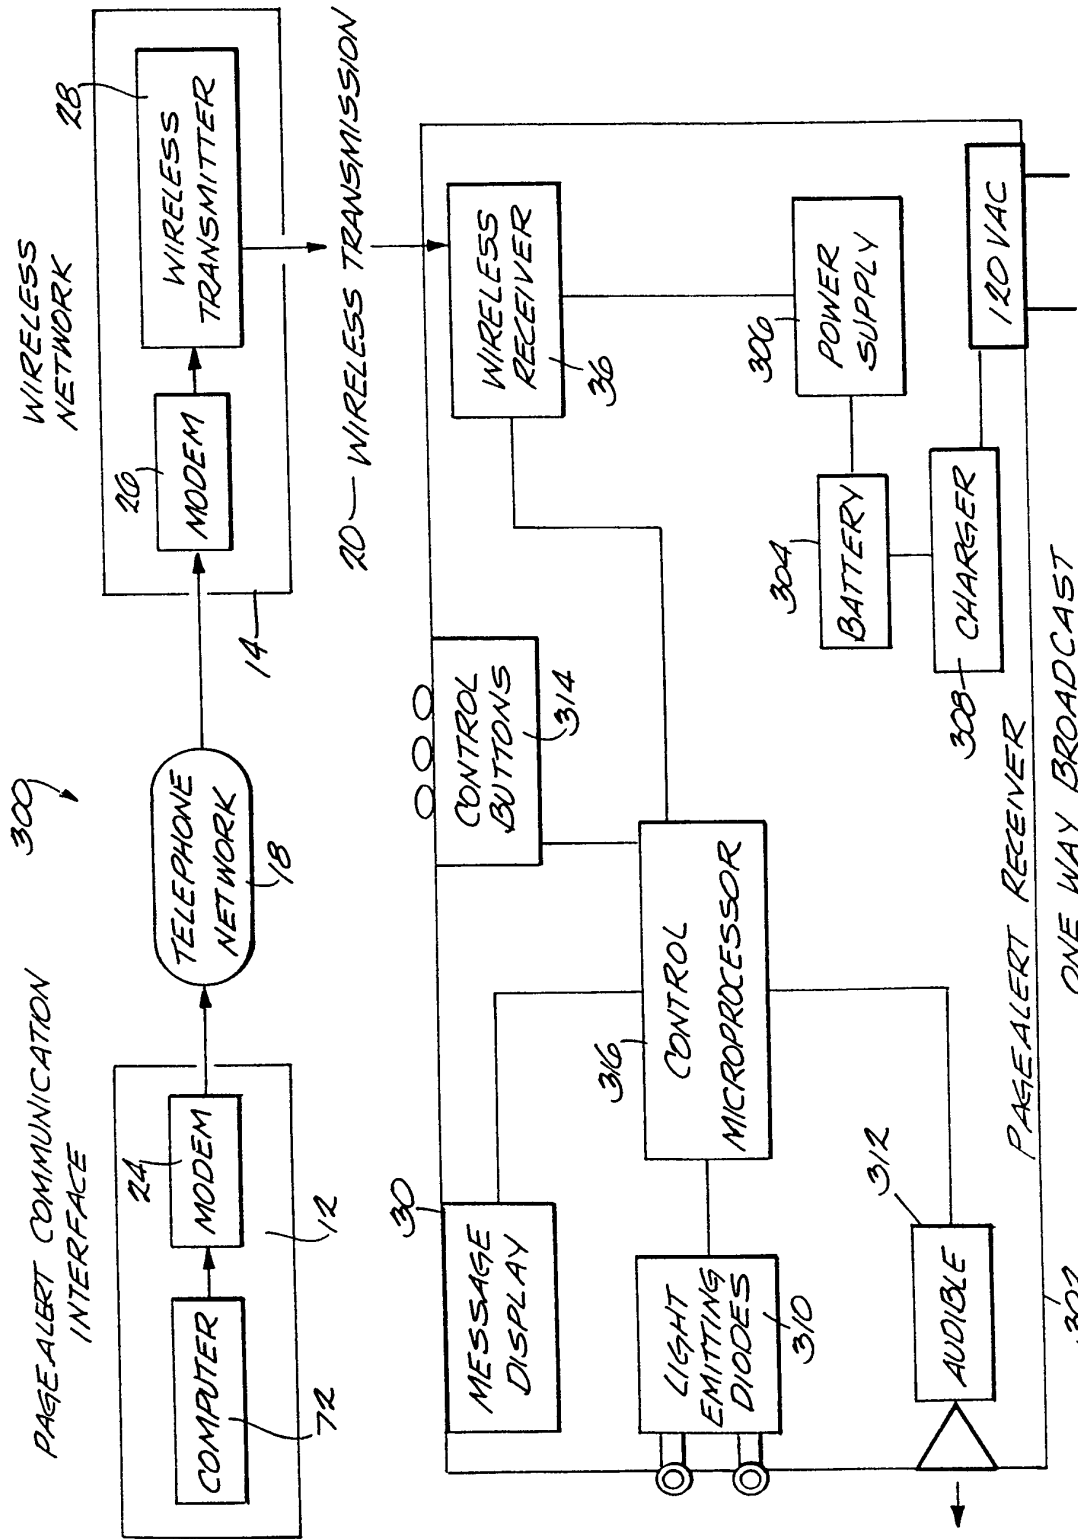 300
PAGEALERT COMMUNICATION
INTERFACE
COMPUTER
72
24
MODEM
12
TELEPHONE
NETWORK
18
WIRELESS
NETWORK
26
MODEM
28
WIRELESS
TRANSMITTER
14
20 — WIRELESS TRANSMISSION
30
MESSAGE
DISPLAY
CONTROL
BUTTONS
314
WIRELESS
RECEIVER
36
LIGHT
EMITTING
DIODES
310
316
CONTROL
MICROPROCESSOR
306
POWER
SUPPLY
304
BATTERY
308
CHARGER
120 VAC
312
AUDIBLE
PAGEALERT RECEIVER
302
ONE WAY BROADCAST